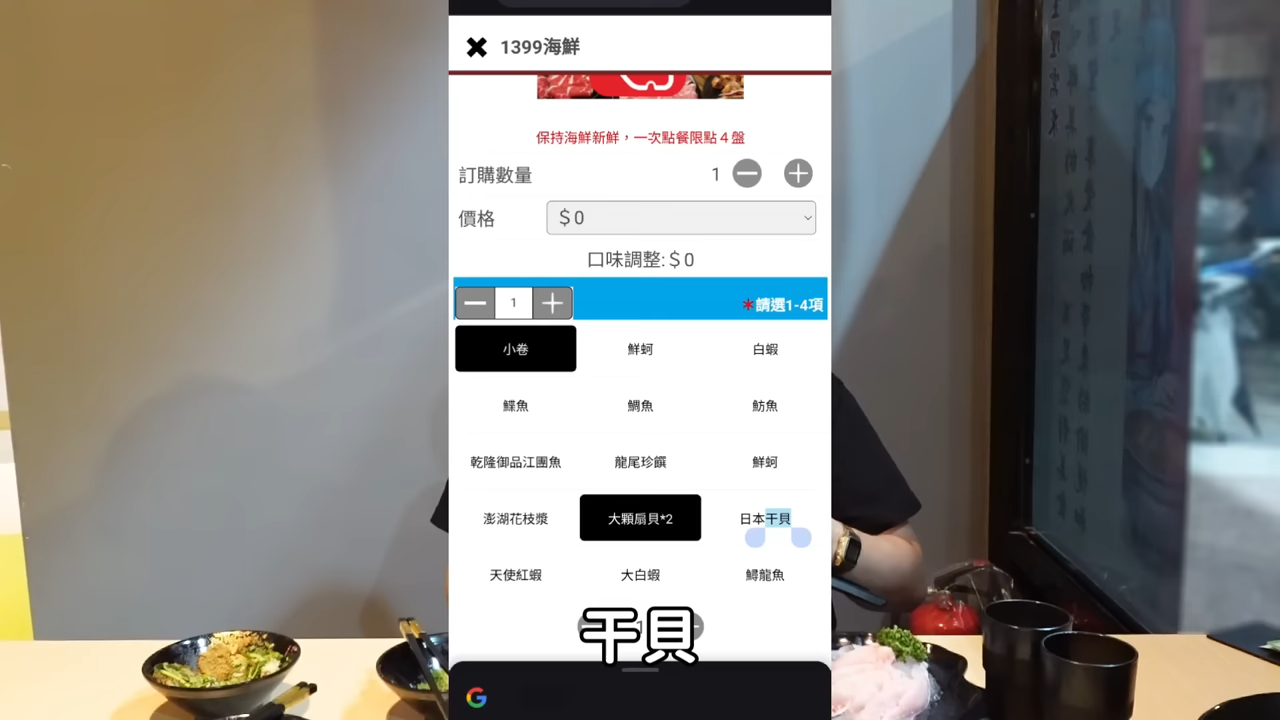 1399海鮮
保持海鮮新鮮，一次點餐限點４盤
訂購數量 1
價格 ＄0
口味調整:＄0
1 *請選1-4項
小卷 鮮蚵 白蝦
鰈魚 鯛魚 魴魚
乾隆御品江團魚 龍尾珍饌 鮮蚵
澎湖花枝漿 大顆扇貝*2 日本干貝
天使紅蝦 大白蝦 鱘龍魚
干貝